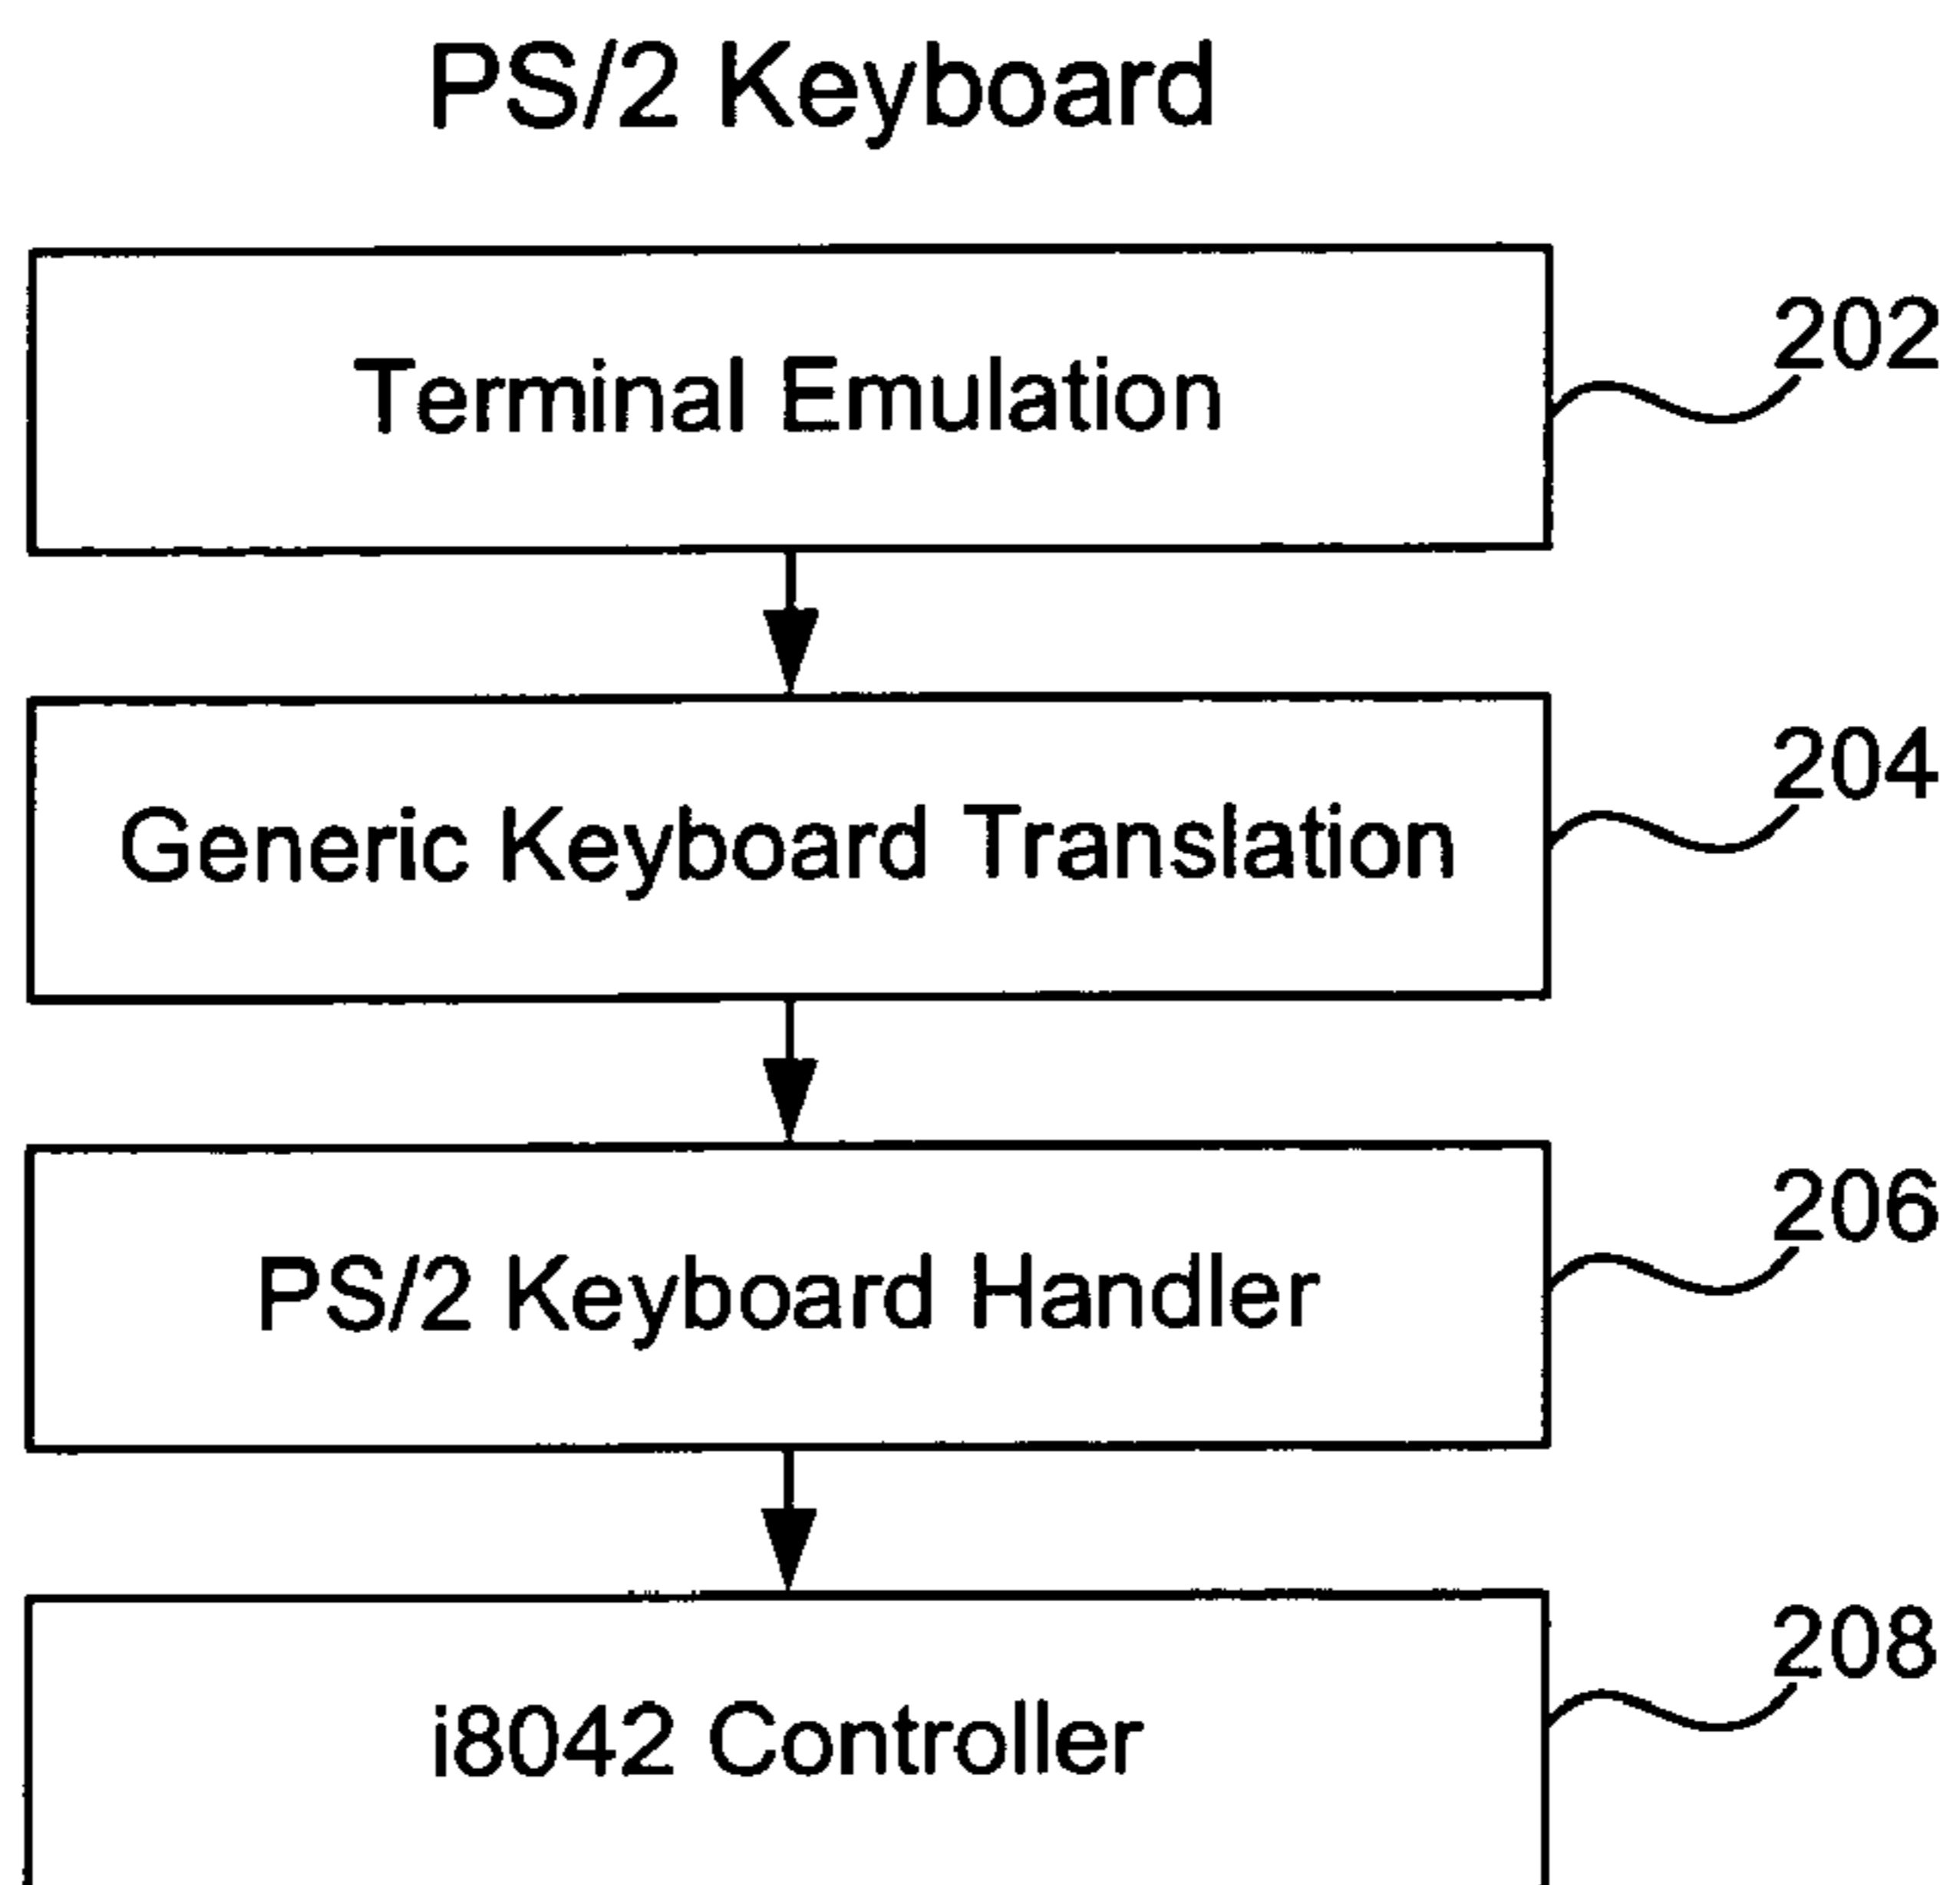 PS/2 Keyboard
Terminal Emulation
202
Generic Keyboard Translation
204
PS/2 Keyboard Handler
206
i8042 Controller
208